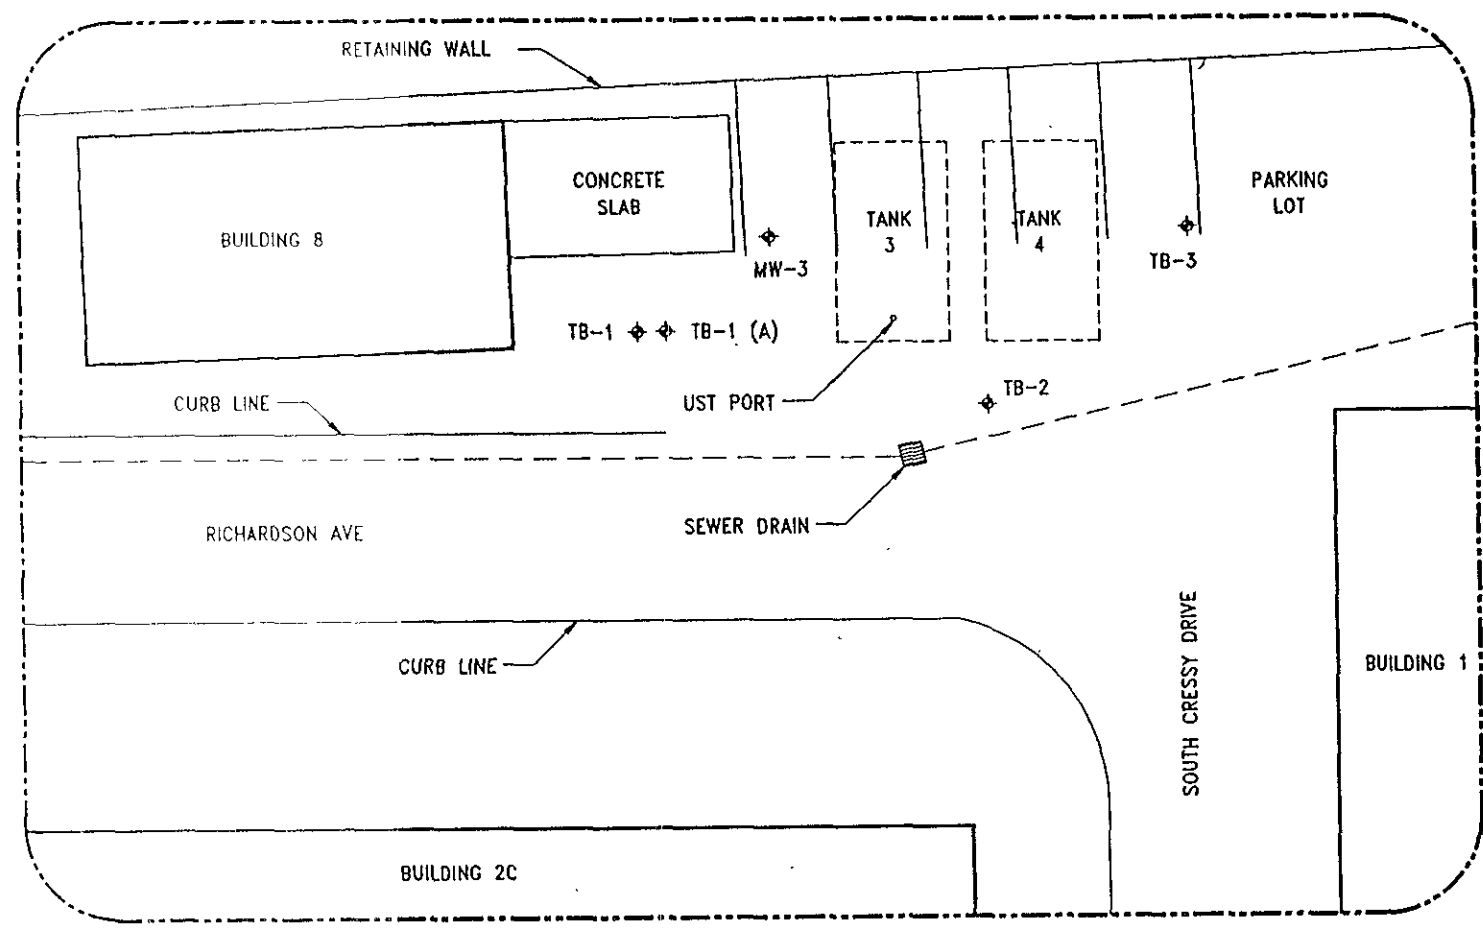 RETAINING WALL
CONCRETE
SLAB
PARKING
LOT
TANK
3
TANK
4
BUILDING 8
MW-3
TB-3
TB-1
TB-1 (A)
TB-2
CURB LINE
UST PORT
SEWER DRAIN
RICHARDSON AVE
CURB LINE
SOUTH CRESSY DRIVE
BUILDING 1
BUILDING 2C